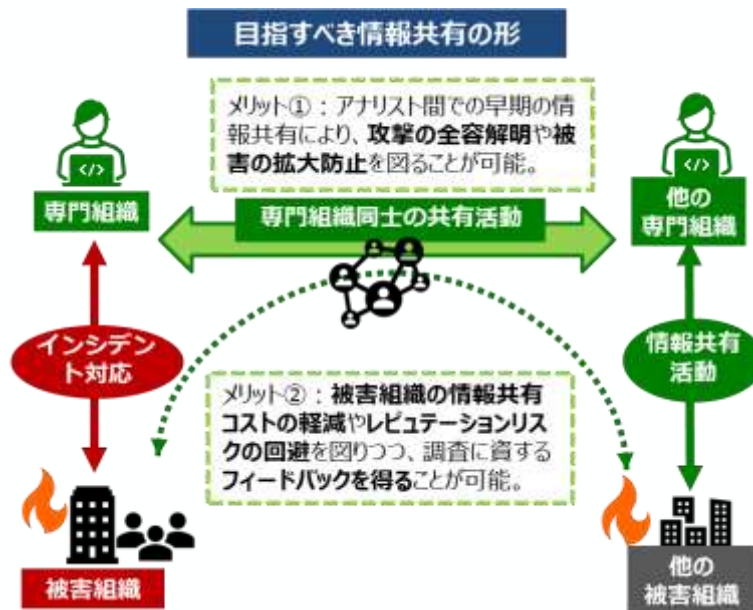 目指すべき情報共有の形
メリット①：アナリスト間での早期の情
報共有により、攻撃の全容解明や被
害の拡大防止を図ることが可能。
</>
</>
専門組織
他の
専門組織
専門組織同士の共有活動
インシデン
ト対応
情報共有
活動
メリット②：被害組織の情報共有
コストの軽減やレピュテーションリス
クの回避を図りつつ、調査に資する
フィードバックを得ることが可能。
被害組織
他の
被害組織